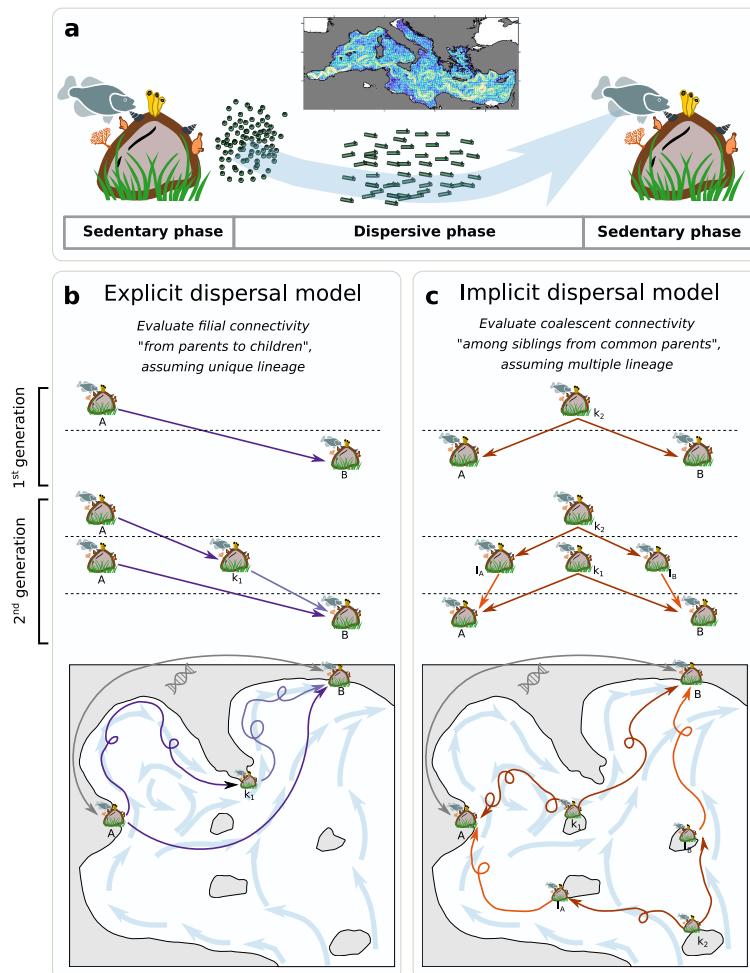 a
Sedentary phase
Dispersive phase
Sedentary phase
b
Explicit dispersal model
Evaluate filial connectivity
"from parents to children",
assuming unique lineage
c
Implicit dispersal model
Evaluate coalescent connectivity
"among siblings from common parents",
assuming multiple lineage
1st generation
A
B
k2
A
B
2nd generation
A
A
k1
B
k2
IA
k1
IB
A
B
B
k1
A
B
A
k1
IB
IA
k2